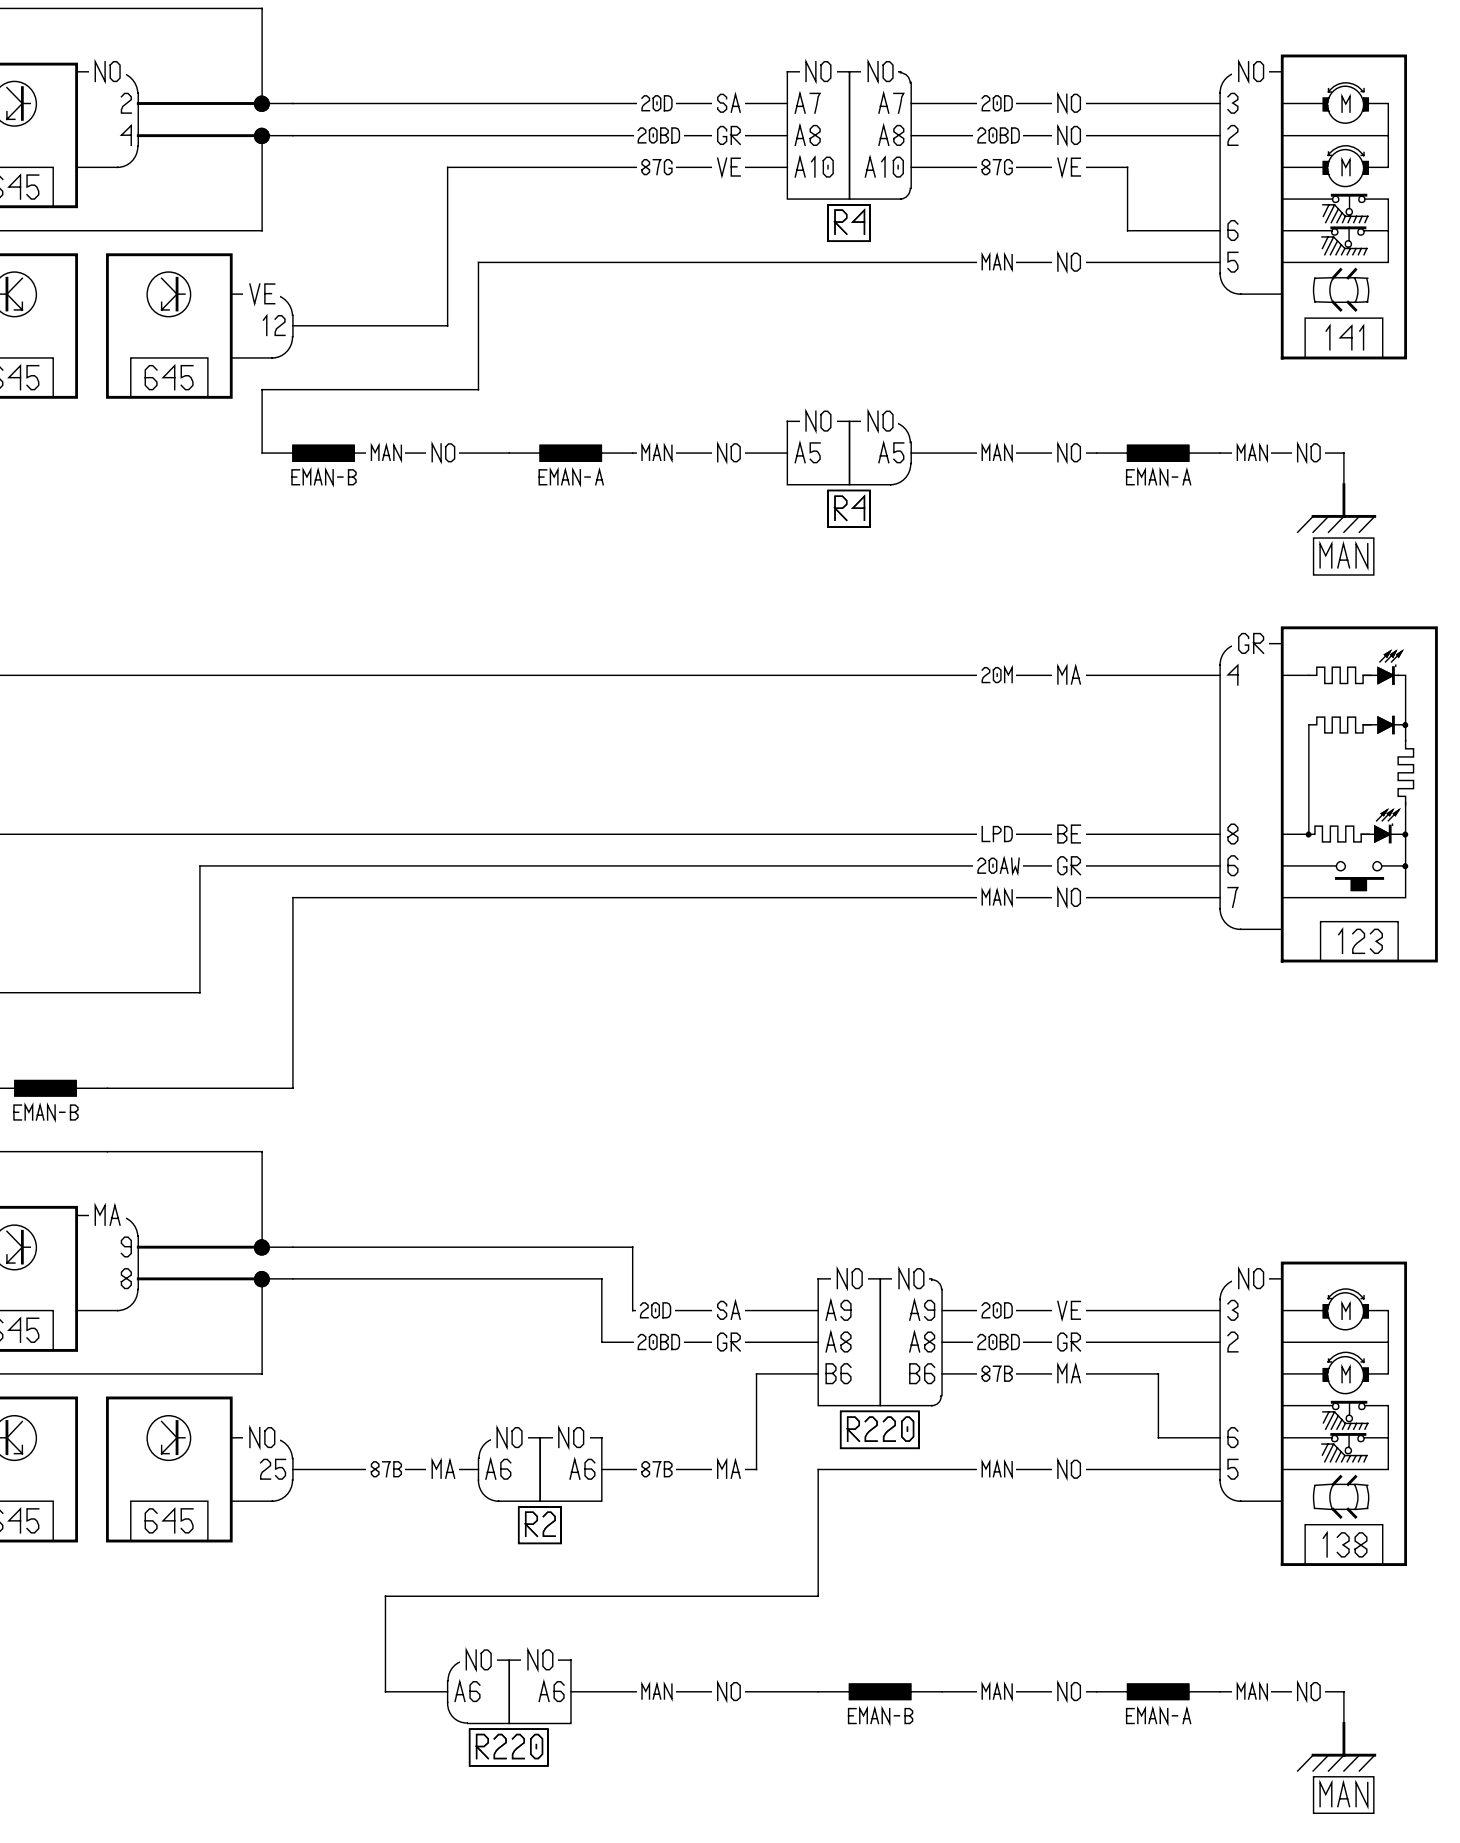 NO NO NO NO
2 20D SA A7 A7 20D NO 3 M
4 20BD GR A8 A8 20BD NO 2
87G VE A10 A10 87G VE M
645 R4
6
MAN NO 5
VE
12
141
645 645
NO NO
MAN NO MAN NO A5 A5 MAN NO MAN NO
EMAN-B EMAN-A EMAN-A
R4
MAN
GR
20M MA 4
LPD BE 8
20AW GR 6
MAN NO 7
123
EMAN-B
MA
9
8 NO NO NO
20D SA A9 A9 20D VE 3 M
645 20BD GR A8 A8 20BD GR 2
B6 B6 87B MA M
R220
NO NO NO 6
25 87B MA A6 A6 87B MA MAN NO 5
645 645 R2
138
NO NO
A6 A6 MAN NO MAN NO MAN NO
EMAN-B EMAN-A
R220
MAN